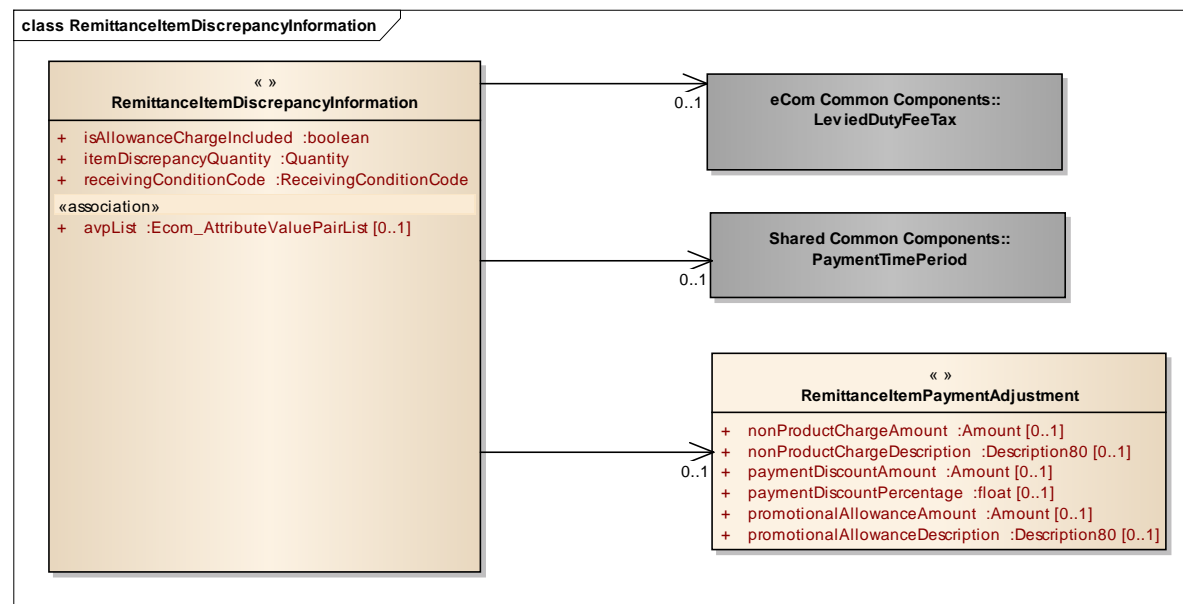 class RemittanceItemDiscrepancyInformation
« »
RemittanceItemDiscrepancyInformation
+ isAllowanceChargeIncluded :boolean
+ itemDiscrepancyQuantity :Quantity
+ receivingConditionCode :ReceivingConditionCode
«association»
+ avpList :Ecom_AttributeValuePairList [0..1]
0..1
eCom Common Components::
LeviedDutyFeeTax
0..1
Shared Common Components::
PaymentTimePeriod
0..1
« »
RemittanceItemPaymentAdjustment
+ nonProductChargeAmount :Amount [0..1]
+ nonProductChargeDescription :Description80 [0..1]
+ paymentDiscountAmount :Amount [0..1]
+ paymentDiscountPercentage :float [0..1]
+ promotionalAllowanceAmount :Amount [0..1]
+ promotionalAllowanceDescription :Description80 [0..1]